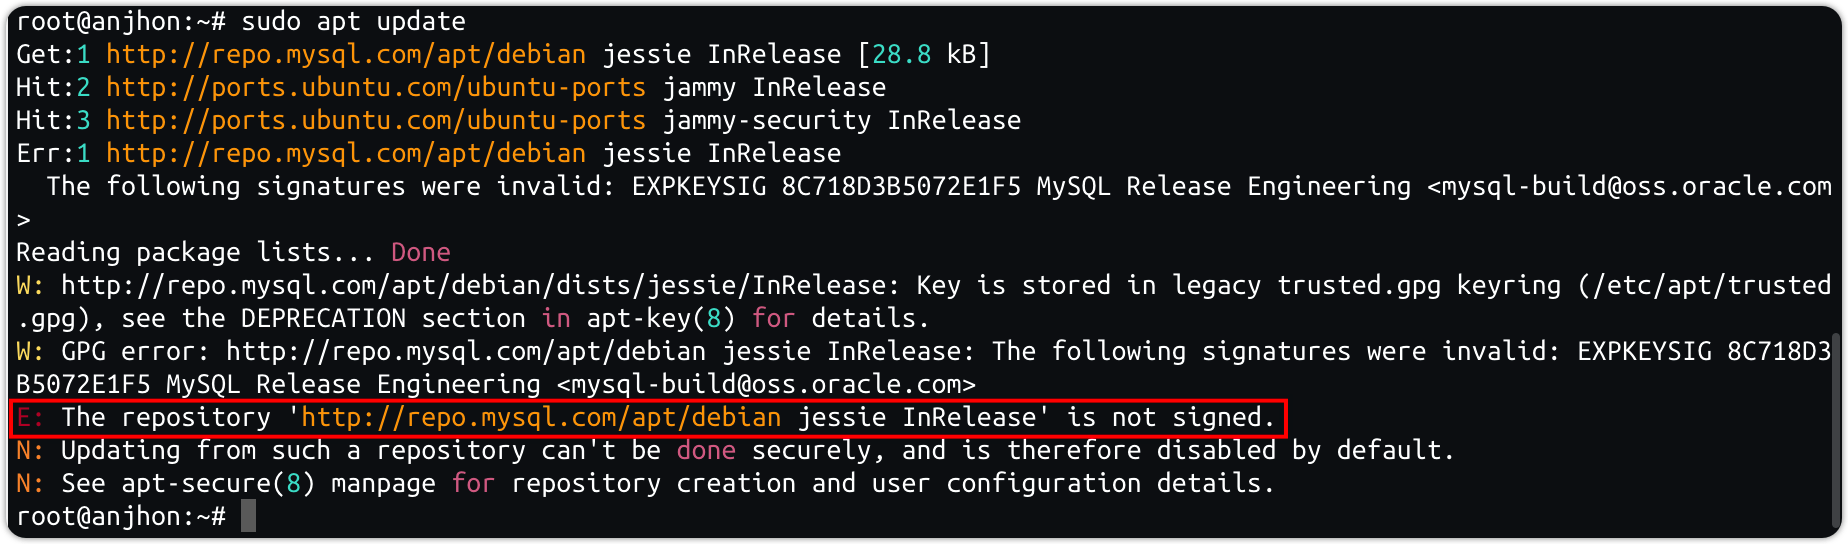 root@anjhon:~# sudo apt update
Get:1 http://repo.mysql.com/apt/debian jessie InRelease [28.8 kB]
Hit:2 http://ports.ubuntu.com/ubuntu-ports jammy InRelease
Hit:3 http://ports.ubuntu.com/ubuntu-ports jammy-security InRelease
Err:1 http://repo.mysql.com/apt/debian jessie InRelease
  The following signatures were invalid: EXPKEYSIG 8C718D3B5072E1F5 MySQL Release Engineering <mysql-build@oss.oracle.com
>
Reading package lists... Done
W: http://repo.mysql.com/apt/debian/dists/jessie/InRelease: Key is stored in legacy trusted.gpg keyring (/etc/apt/trusted
.gpg), see the DEPRECATION section in apt-key(8) for details.
W: GPG error: http://repo.mysql.com/apt/debian jessie InRelease: The following signatures were invalid: EXPKEYSIG 8C718D3
B5072E1F5 MySQL Release Engineering <mysql-build@oss.oracle.com>
E: The repository 'http://repo.mysql.com/apt/debian jessie InRelease' is not signed.
N: Updating from such a repository can't be done securely, and is therefore disabled by default.
N: See apt-secure(8) manpage for repository creation and user configuration details.
root@anjhon:~#